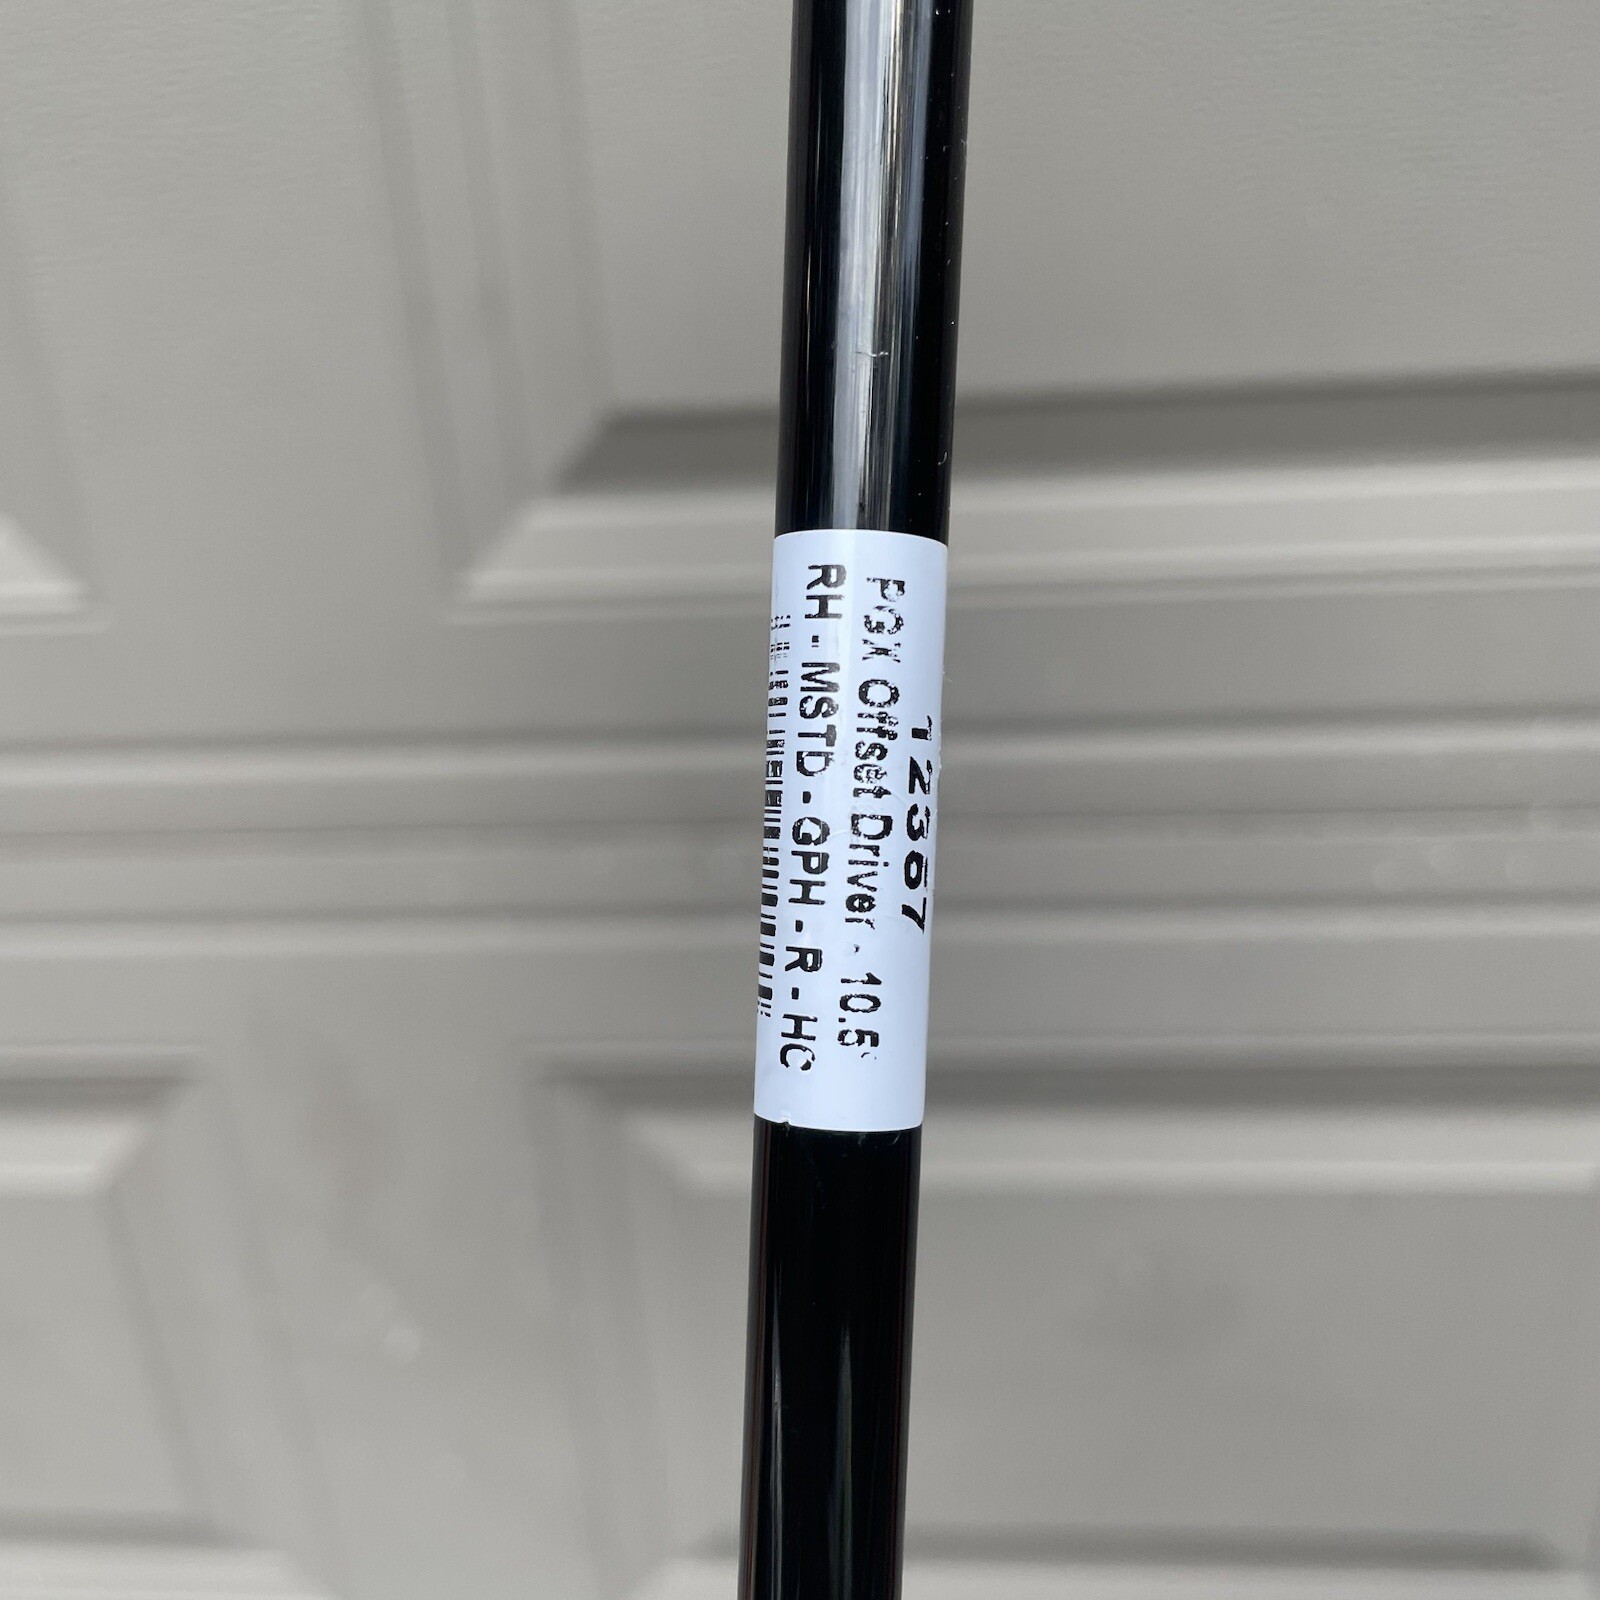 12367
PGX Offset Driver - 10.5°
RH - MSTD - GPH - R - HC